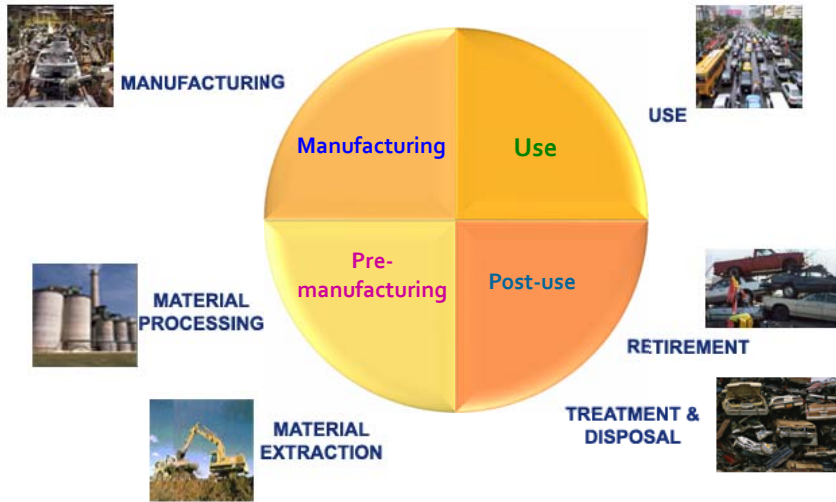 MANUFACTURING
USE
Manufacturing
Use
Pre-
manufacturing
Post-use
MATERIAL
PROCESSING
RETIREMENT
MATERIAL
EXTRACTION
TREATMENT &
DISPOSAL